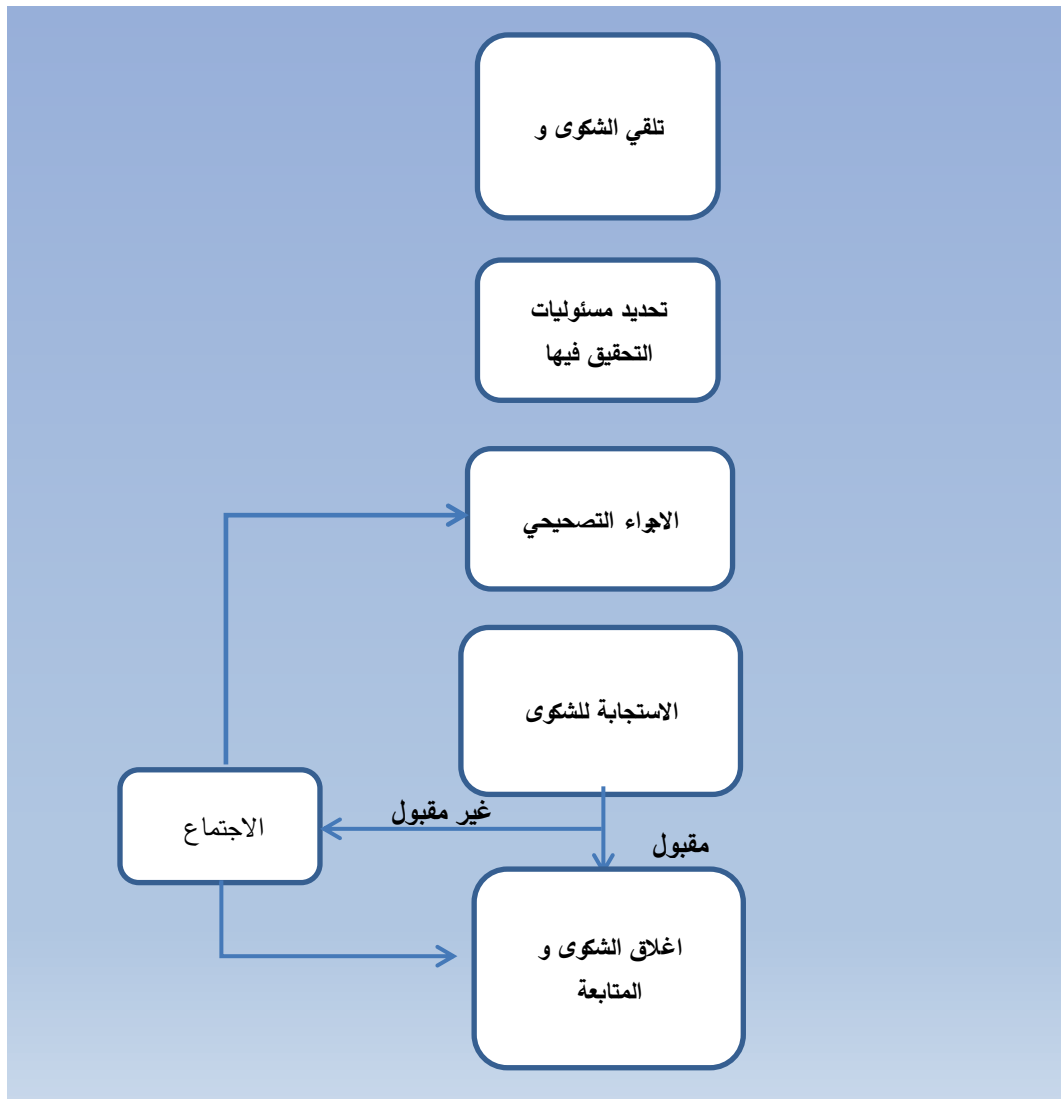 تلقي الشكوى و
تحديد مسئوليات
التحقيق فيها
الاجراء التصحيحي
الاستجابة للشكوى
غير مقبول
الاجتماع
مقبول
اغلاق الشكوى و
المتابعة